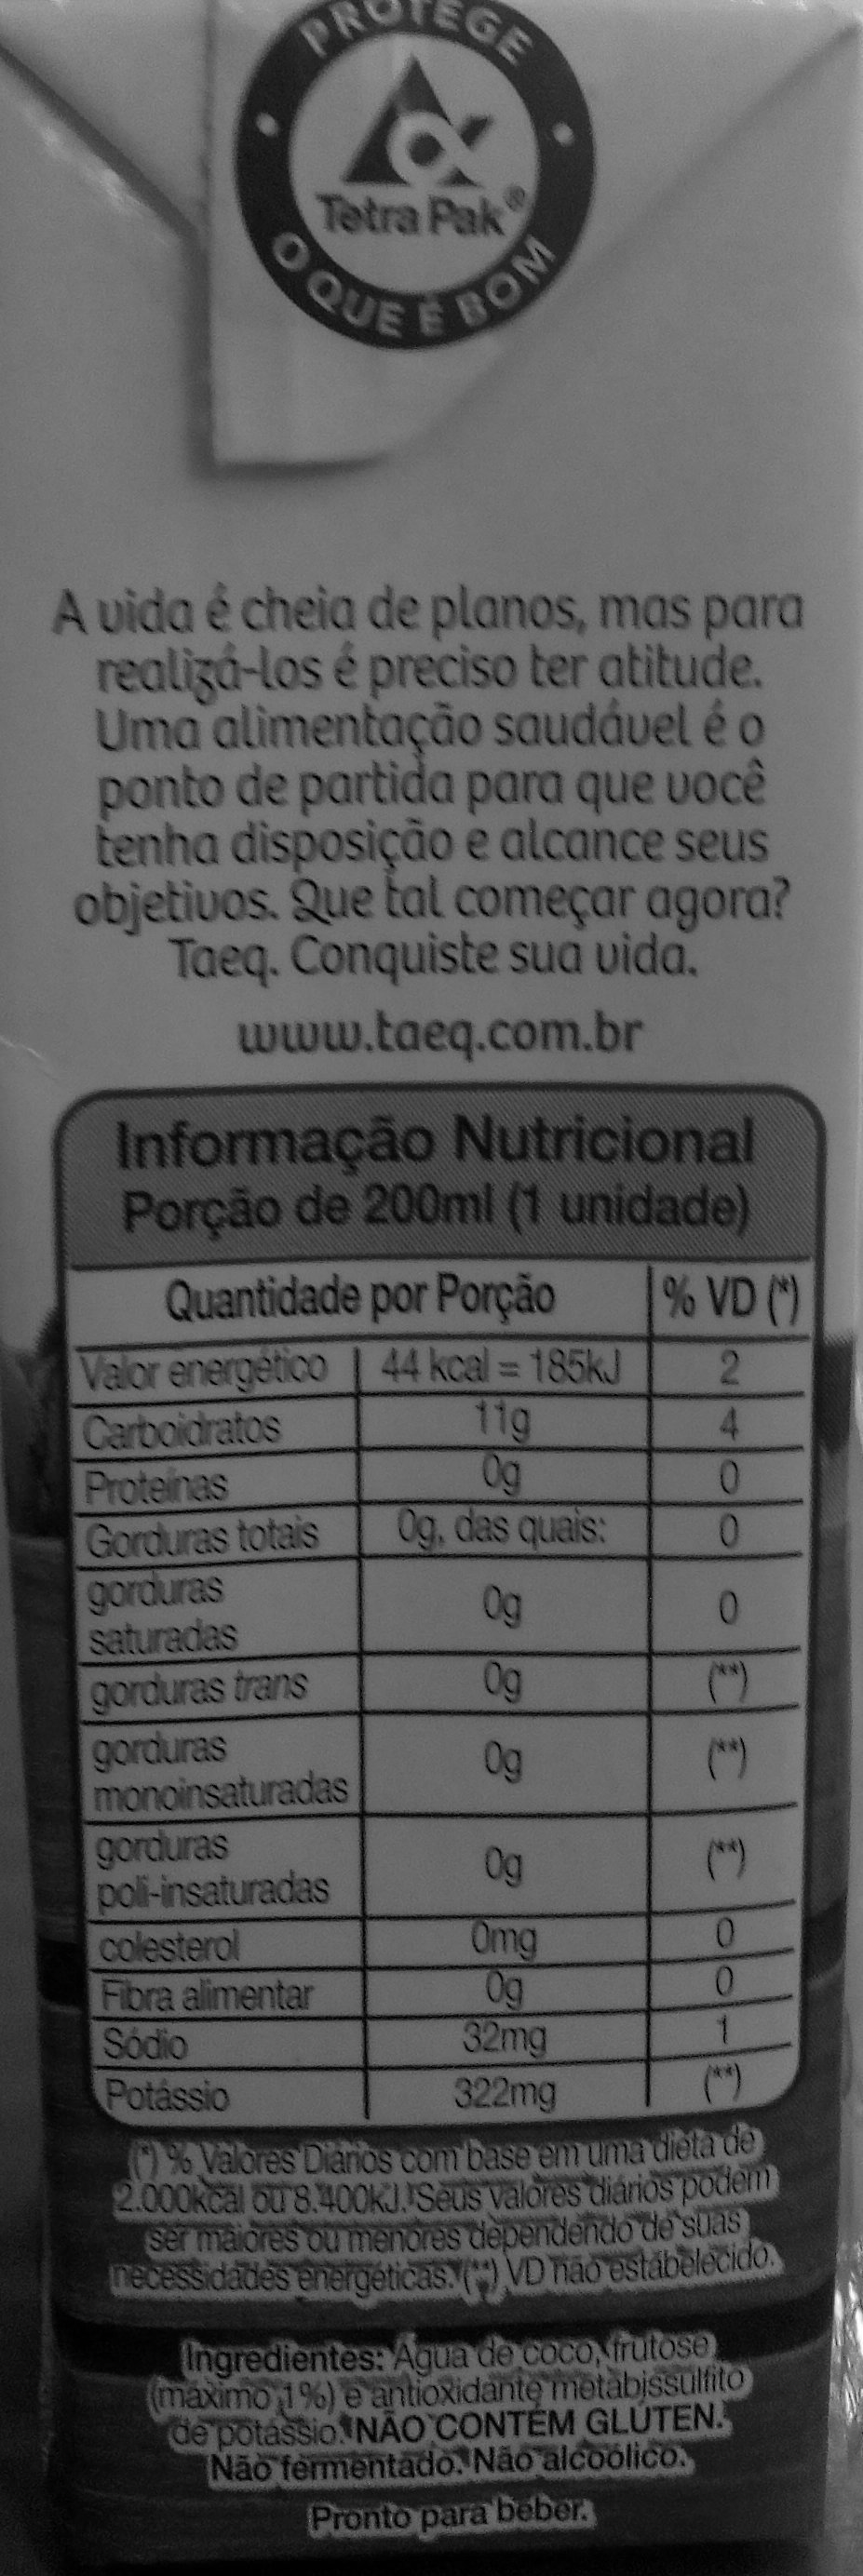 PROTEGE
Tetra Pak®
O QUE É BOM
A vida é cheia de planos, mas para
realizá-los é preciso ter atitude.
Uma alimentação saudável é o
ponto de partida para que você
tenha disposição e alcance seus
objetivos. Que tal começar agora?
Taeq. Conquiste sua vida.
www.taeq.com.br
Informação Nutricional
Porção de 200ml (1 unidade)
Quantidade por Porção % VD (*)
Valor energético 44 kcal = 185kJ 2
Carboidratos 11g 4
Proteínas 0g 0
Gorduras totais 0g, das quais: 0
gorduras
saturadas 0g 0
gorduras trans 0g (**)
gorduras
monoinsaturadas 0g (**)
gorduras
poli-insaturadas 0g (**)
colesterol 0mg 0
Fibra alimentar 0g 0
Sódio 32mg 1
Potássio 322mg (**)
(*) % Valores Diários com base em uma dieta de
2.000kcal ou 8.400kJ. Seus valores diários podem
ser maiores ou menores dependendo de suas
necessidades energéticas. (**) VD não estabelecido.
Ingredientes: Água de coco, frutose
(máximo 1%) e antioxidante metabissulfito
de potássio. NÃO CONTÉM GLÚTEN.
Não fermentado. Não alcoólico.
Pronto para beber.